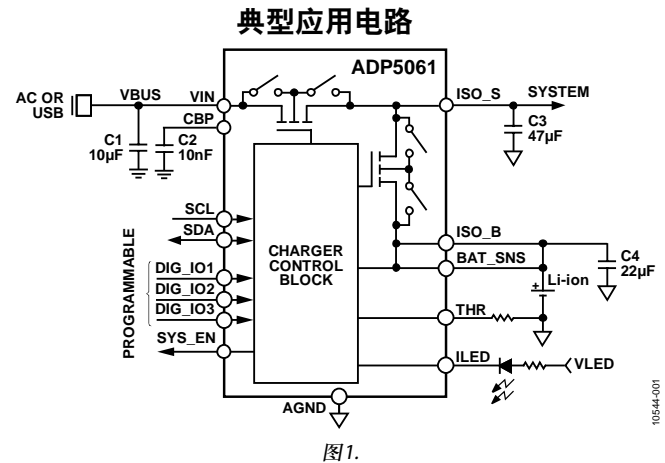 典型应用电路
ADP5061
AC OR
USB
VBUS
VIN
CBP
C1
10µF
C2
10nF
ISO_S
SYSTEM
C3
47µF
PROGRAMMABLE
SCL
SDA
DIG_IO1
DIG_IO2
DIG_IO3
SYS_EN
CHARGER
CONTROL
BLOCK
ISO_B
BAT_SNS
C4
22µF
+
Li-ion
THR
ILED
VLED
AGND
10544-001
图1.